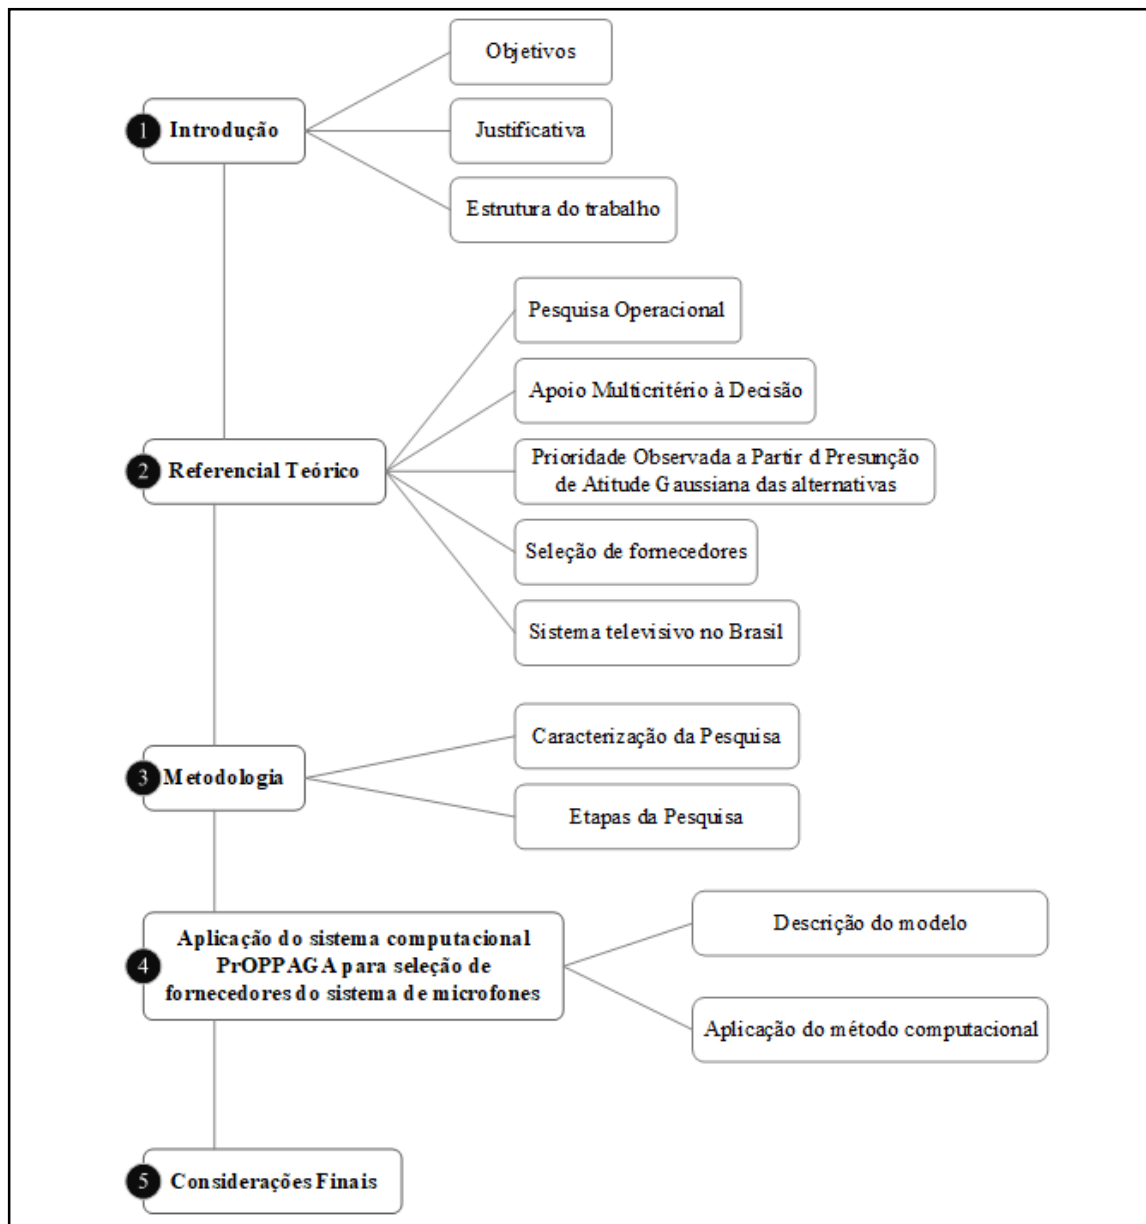 Objetivos
1 Introdução
Justificativa
Estrutura do trabalho
Pesquisa Operacional
Apoio Multicritério à Decisão
2 Referencial Teórico
Prioridade Observada a Partir d Presunção
de Atitude Gaussiana das alternativas
Seleção de fornecedores
Sistema televisivo no Brasil
3 Metodologia
Caracterização da Pesquisa
Etapas da Pesquisa
4
Aplicação do sistema computacional
PrOPPAGA para seleção de
fornecedores do sistema de microfones
Descrição do modelo
Aplicação do método computacional
5 Considerações Finais